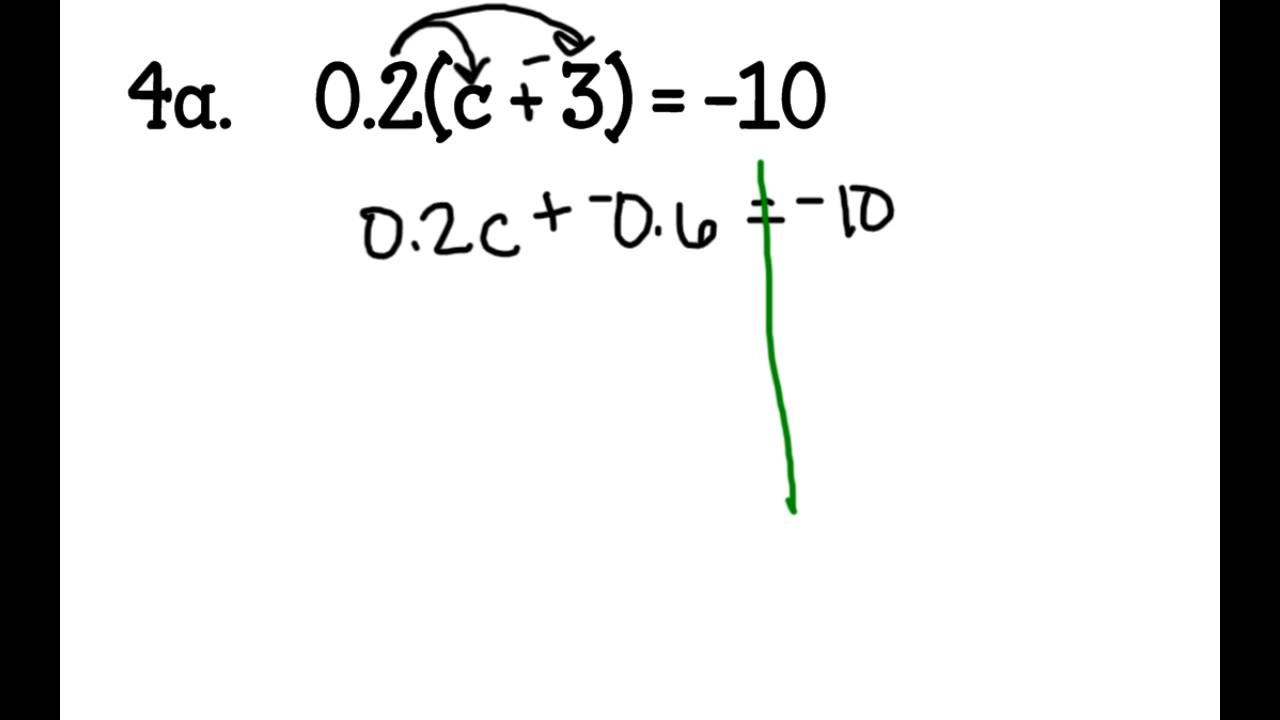 4a. 0.2(c + ⁻3) = -10
0.2c + ⁻0.6 = ⁻10